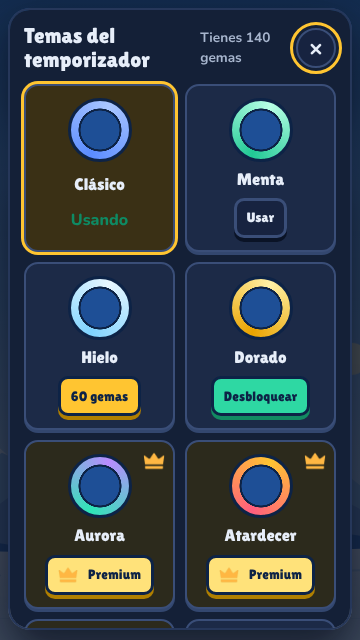 Temas del
temporizador
Tienes 140
gemas
Clásico
Usando
Menta
Usar
Hielo
60 gemas
Dorado
Desbloquear
Aurora
Premium
Atardecer
Premium